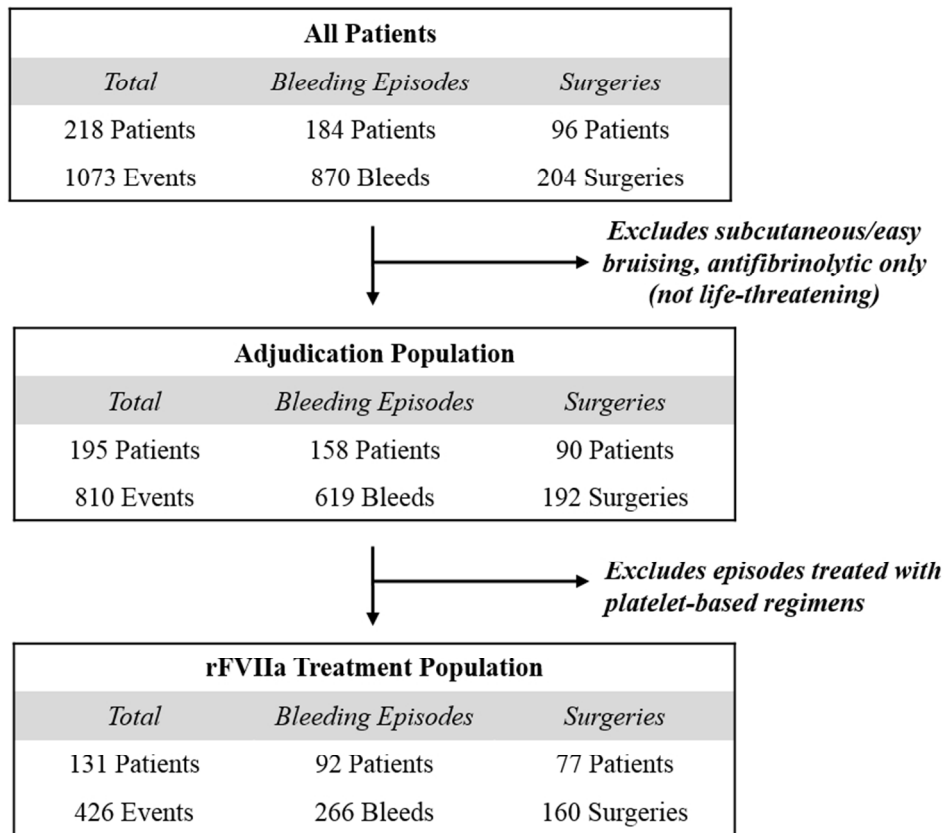 All Patients
Total Bleeding Episodes Surgeries
218 Patients 184 Patients 96 Patients
1073 Events 870 Bleeds 204 Surgeries
Excludes subcutaneous/easy
bruising, antifibrinolytic only
(not life-threatening)
Adjudication Population
Total Bleeding Episodes Surgeries
195 Patients 158 Patients 90 Patients
810 Events 619 Bleeds 192 Surgeries
Excludes episodes treated with
platelet-based regimens
rFVIIa Treatment Population
Total Bleeding Episodes Surgeries
131 Patients 92 Patients 77 Patients
426 Events 266 Bleeds 160 Surgeries